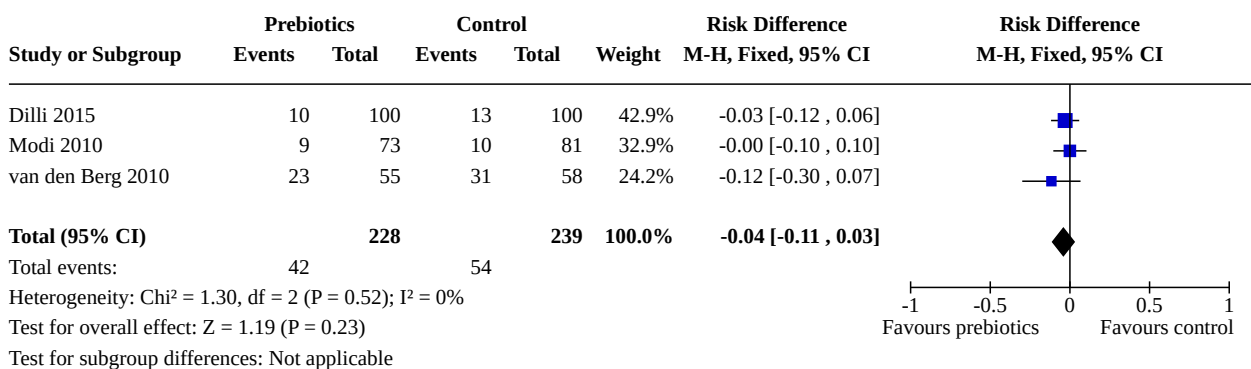 Prebiotics Control Risk Difference Risk Difference
Study or Subgroup Events Total Events Total Weight M-H, Fixed, 95% CI M-H, Fixed, 95% CI
Dilli 2015 10 100 13 100 42.9% -0.03 [-0.12 , 0.06]
Modi 2010 9 73 10 81 32.9% -0.00 [-0.10 , 0.10]
van den Berg 2010 23 55 31 58 24.2% -0.12 [-0.30 , 0.07]
Total (95% CI) 228 239 100.0% -0.04 [-0.11 , 0.03]
Total events: 42 54
Heterogeneity: Chi² = 1.30, df = 2 (P = 0.52); I² = 0%
Test for overall effect: Z = 1.19 (P = 0.23)
Test for subgroup differences: Not applicable
-1 -0.5 0 0.5 1
Favours prebiotics Favours control